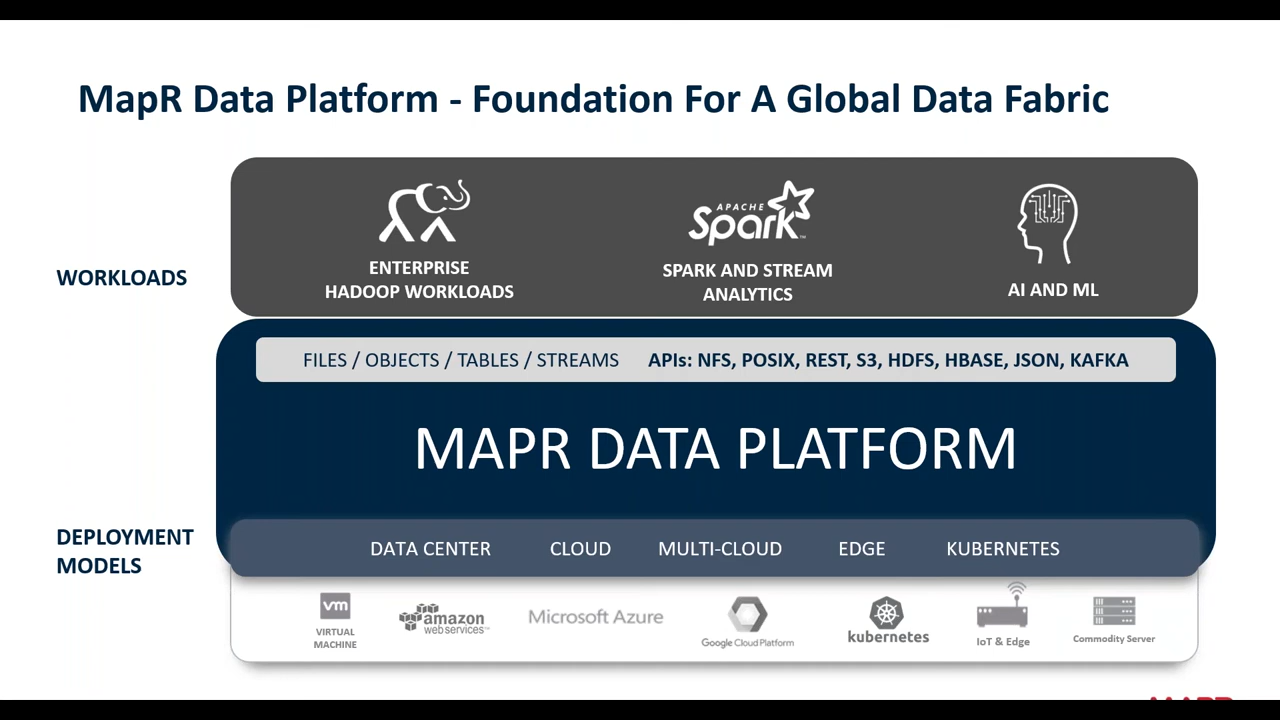 MapR Data Platform - Foundation For A Global Data Fabric
WORKLOADS
ENTERPRISE
HADOOP WORKLOADS
APACHE
Spark™
SPARK AND STREAM
ANALYTICS
AI AND ML
FILES / OBJECTS / TABLES / STREAMS APIs: NFS, POSIX, REST, S3, HDFS, HBASE, JSON, KAFKA
MAPR DATA PLATFORM
DEPLOYMENT
MODELS
DATA CENTER CLOUD MULTI-CLOUD EDGE KUBERNETES
vm
VIRTUAL
MACHINE
amazon
web services™
Microsoft Azure
Google Cloud Platform
kubernetes
IoT & Edge
Commodity Server